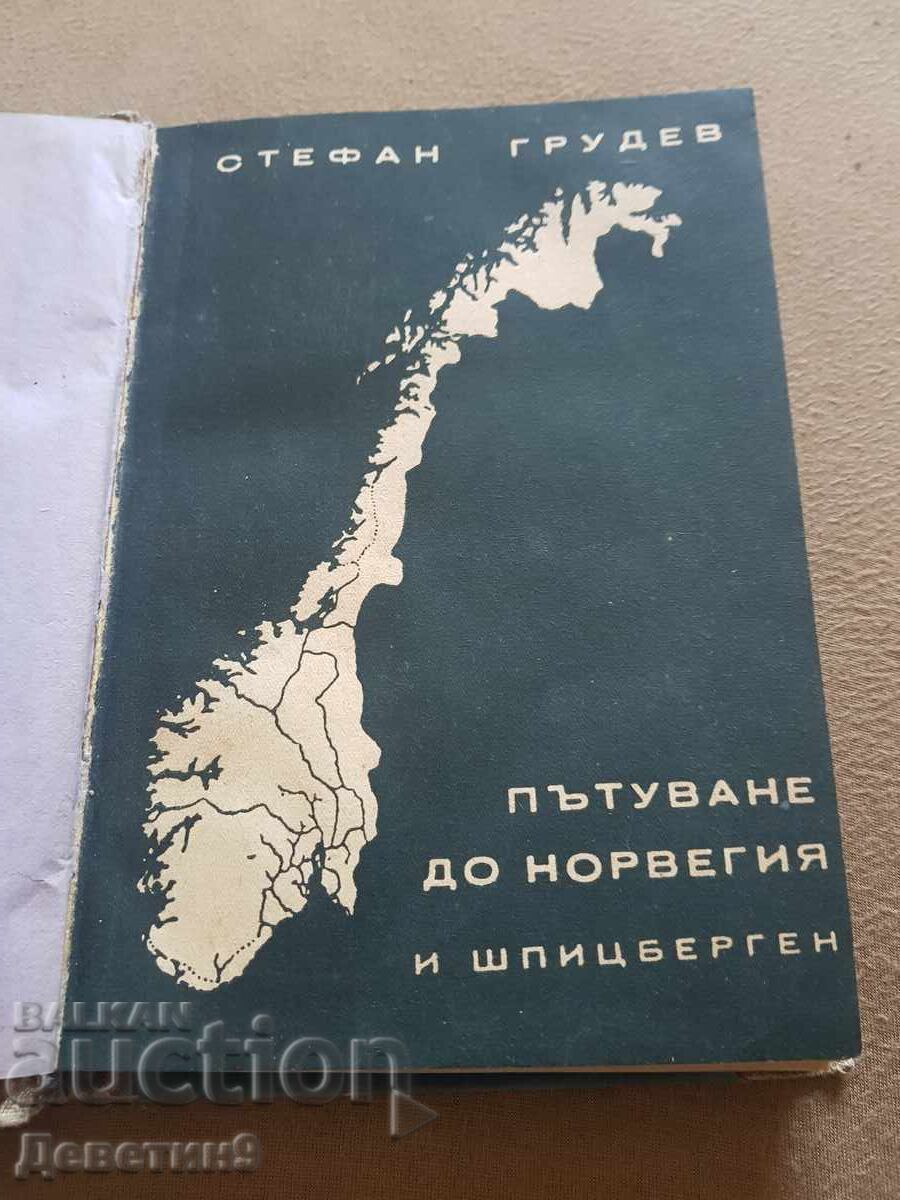 СТЕФАН ГРУДЕВ
ПЪТУВАНЕ
ДО НОРВЕГИЯ
И ШПИЦБЕРГЕН
BALKAN
auction
Деветин9